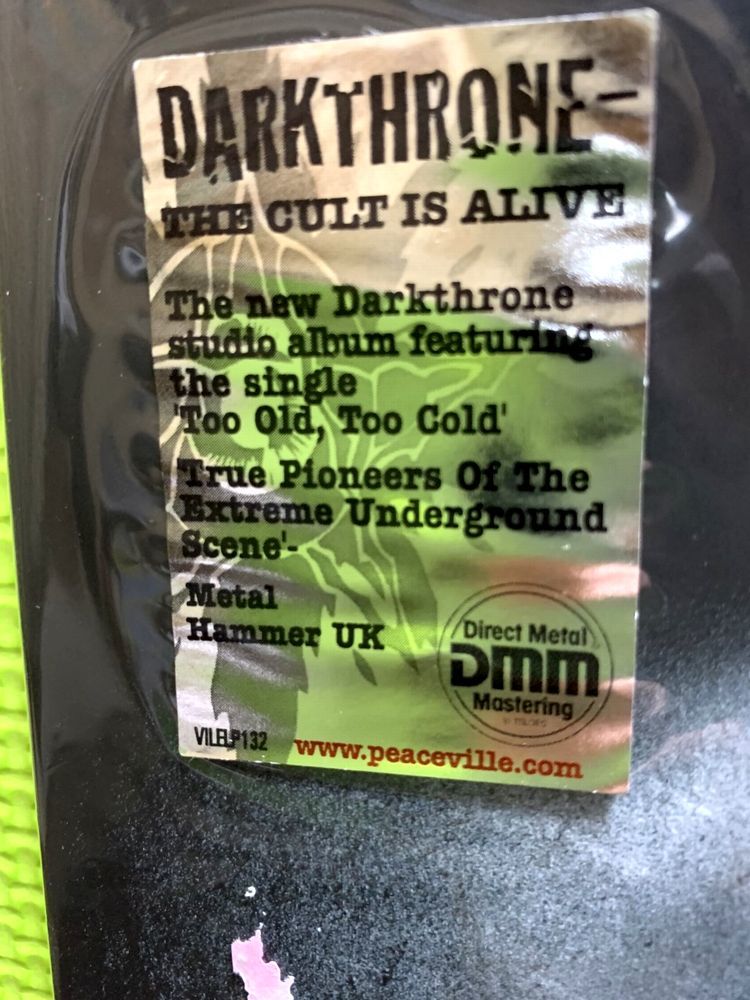 DARKTHRONE-
THE CULT IS ALIVE
The new Darkthrone
studio album featuring
the single
'Too Old, Too Cold'
'True Pioneers Of The
Extreme Underground
Scene'-
Metal
Hammer UK
Direct Metal
DMM
Mastering
VILELP132
www.peaceville.com